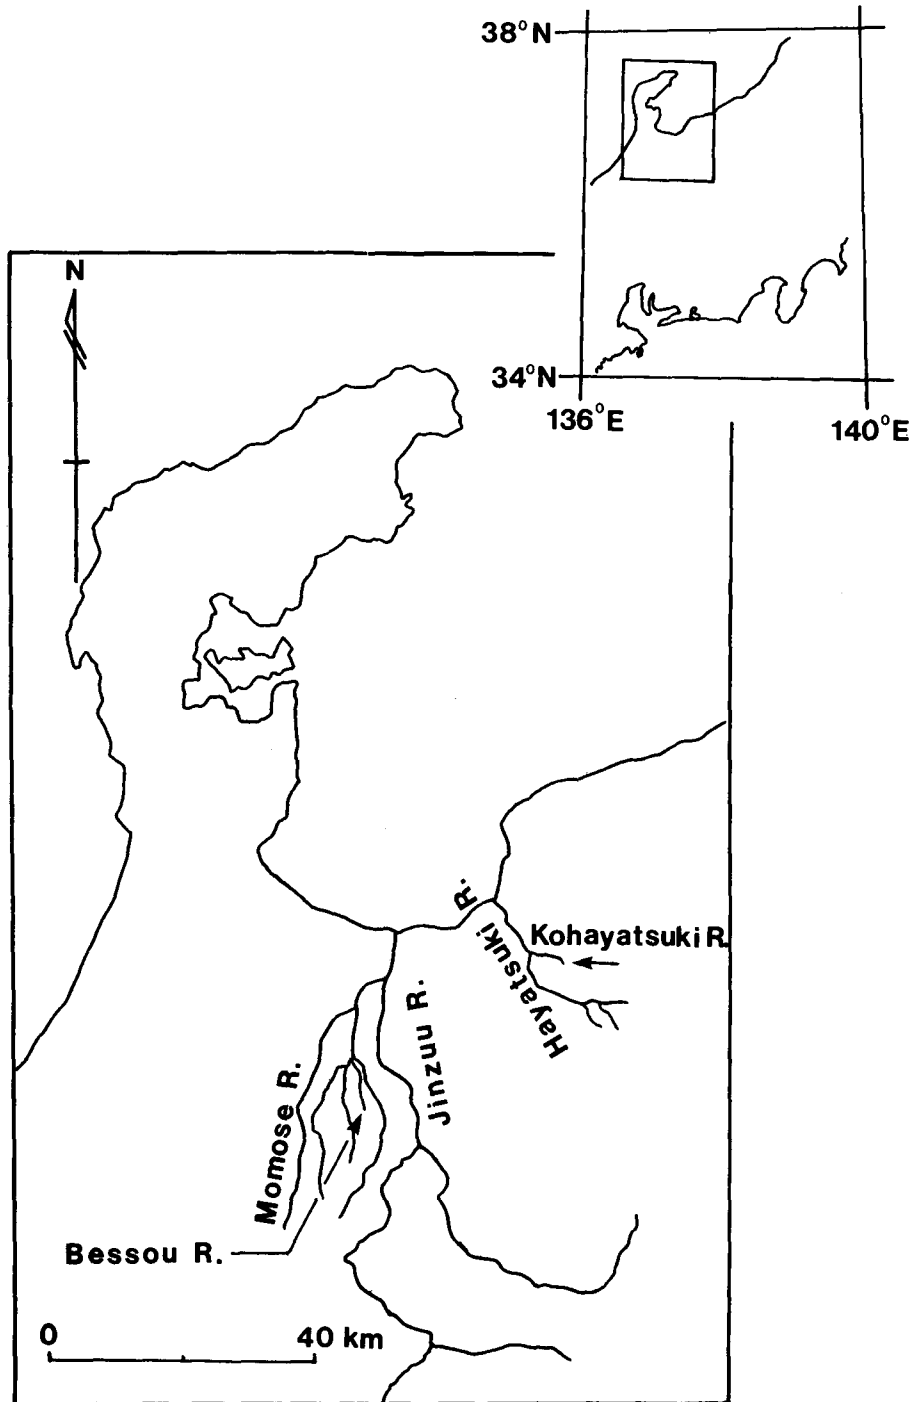 38°N
34°N
136°E
140°E
N
Kohayatsuki R.
Hayatsuki R.
Jinzuu R.
Momose R.
Bessou R.
0
40 km